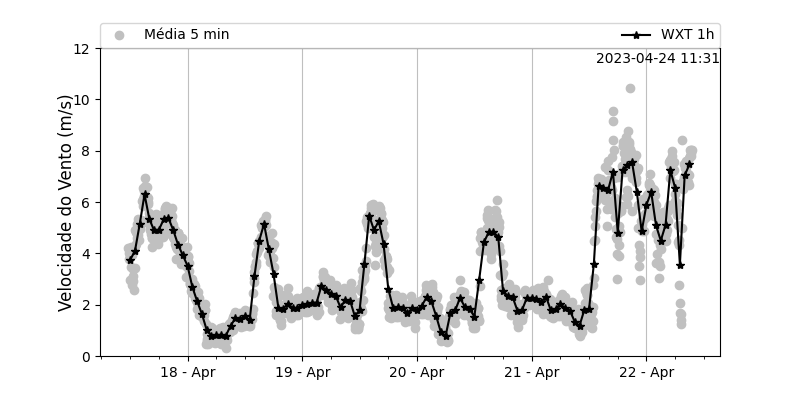 Média 5 min
WXT 1h
2023-04-24 11:31
Velocidade do Vento (m/s)
12
10
8
6
4
2
0
18 - Apr
19 - Apr
20 - Apr
21 - Apr
22 - Apr